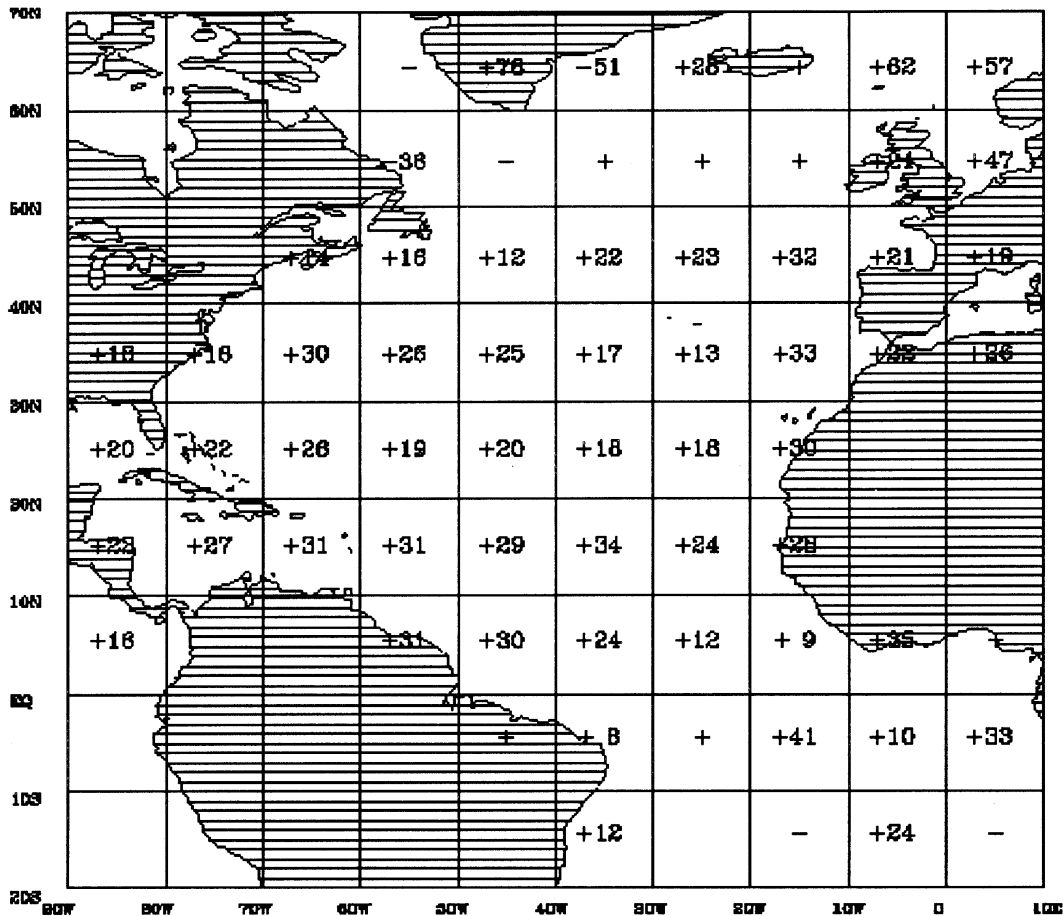 70N
- +76 -51 +28 + +62 +57
60N
-38 - + + + +24 +47
50N
+14 +16 +12 +22 +23 +32 +21 +19
40N
+18 +18 +30 +26 +25 +17 +13 +33 +36
30N
+20 +22 +26 +19 +20 +18 +18 +30
20N
+22 +27 +31 +31 +29 +34 +24 +28
10N
+16 +31 +30 +24 +12 + 9 +35 +
EQ
+ + 8 + +41 +10 +33
10S
+12 - +24 -
20S
90W 80W 70W 60W 50W 40W 30W 20W 10W 0 10E